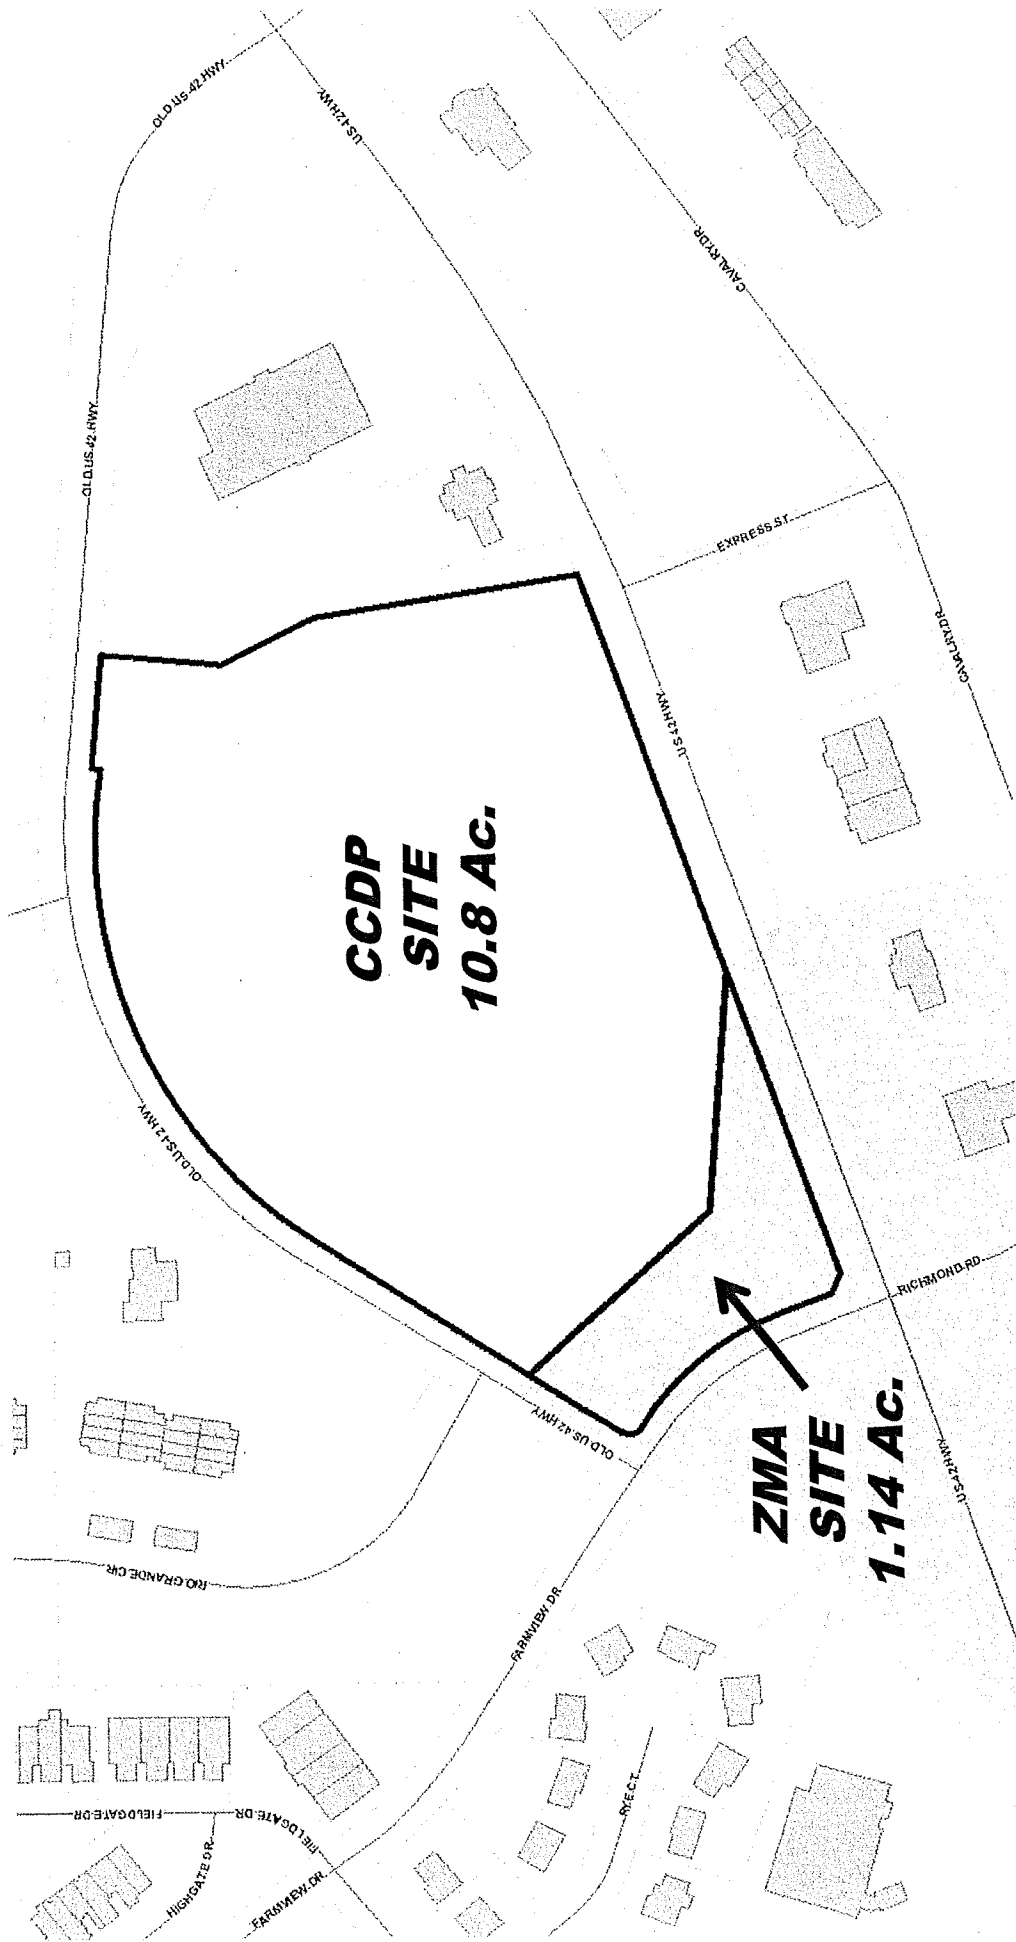 OLD US 42 HWY
US 42 HWY
CAVALRY DR
OLD US 42 HWY
EXPRESS ST
CAVALRY DR
US 42 HWY
CCDP
SITE
10.8 Ac.
OLD US 42 HWY
RICHMOND RD
OLD US 42 HWY
ZMA
SITE
1.14 Ac.
US 42 HWY
RIO GRANDE CIR
FARMVIEW DR
RYE CT
FIELDGATE DR
FIELDGATE DR
HIGHGATE DR
FARMVIEW DR